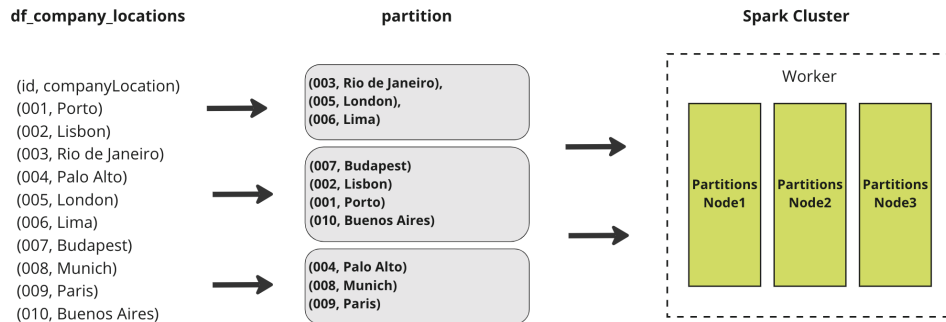 df_company_locations
(id, companyLocation)
(001, Porto)
(002, Lisbon)
(003, Rio de Janeiro)
(004, Palo Alto)
(005, London)
(006, Lima)
(007, Budapest)
(008, Munich)
(009, Paris)
(010, Buenos Aires)
partition
(003, Rio de Janeiro),
(005, London),
(006, Lima)
(007, Budapest)
(002, Lisbon)
(001, Porto)
(010, Buenos Aires)
(004, Palo Alto)
(008, Munich)
(009, Paris)
Spark Cluster
Worker
Partitions
Node1
Partitions
Node2
Partitions
Node3